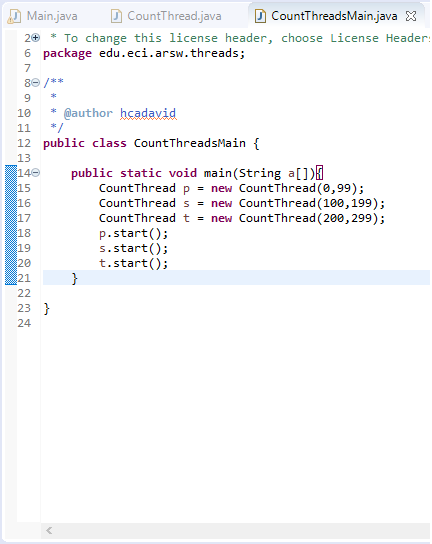 Main.java CountThread.java CountThreadsMain.java
2 * To change this license header, choose License Headers
6 package edu.eci.arsw.threads;
7
8 /**
9 *
10 * @author hcadavid
11 */
12 public class CountThreadsMain {
13
14 public static void main(String a[]){
15 CountThread p = new CountThread(0,99);
16 CountThread s = new CountThread(100,199);
17 CountThread t = new CountThread(200,299);
18 p.start();
19 s.start();
20 t.start();
21 }
22
23 }
24